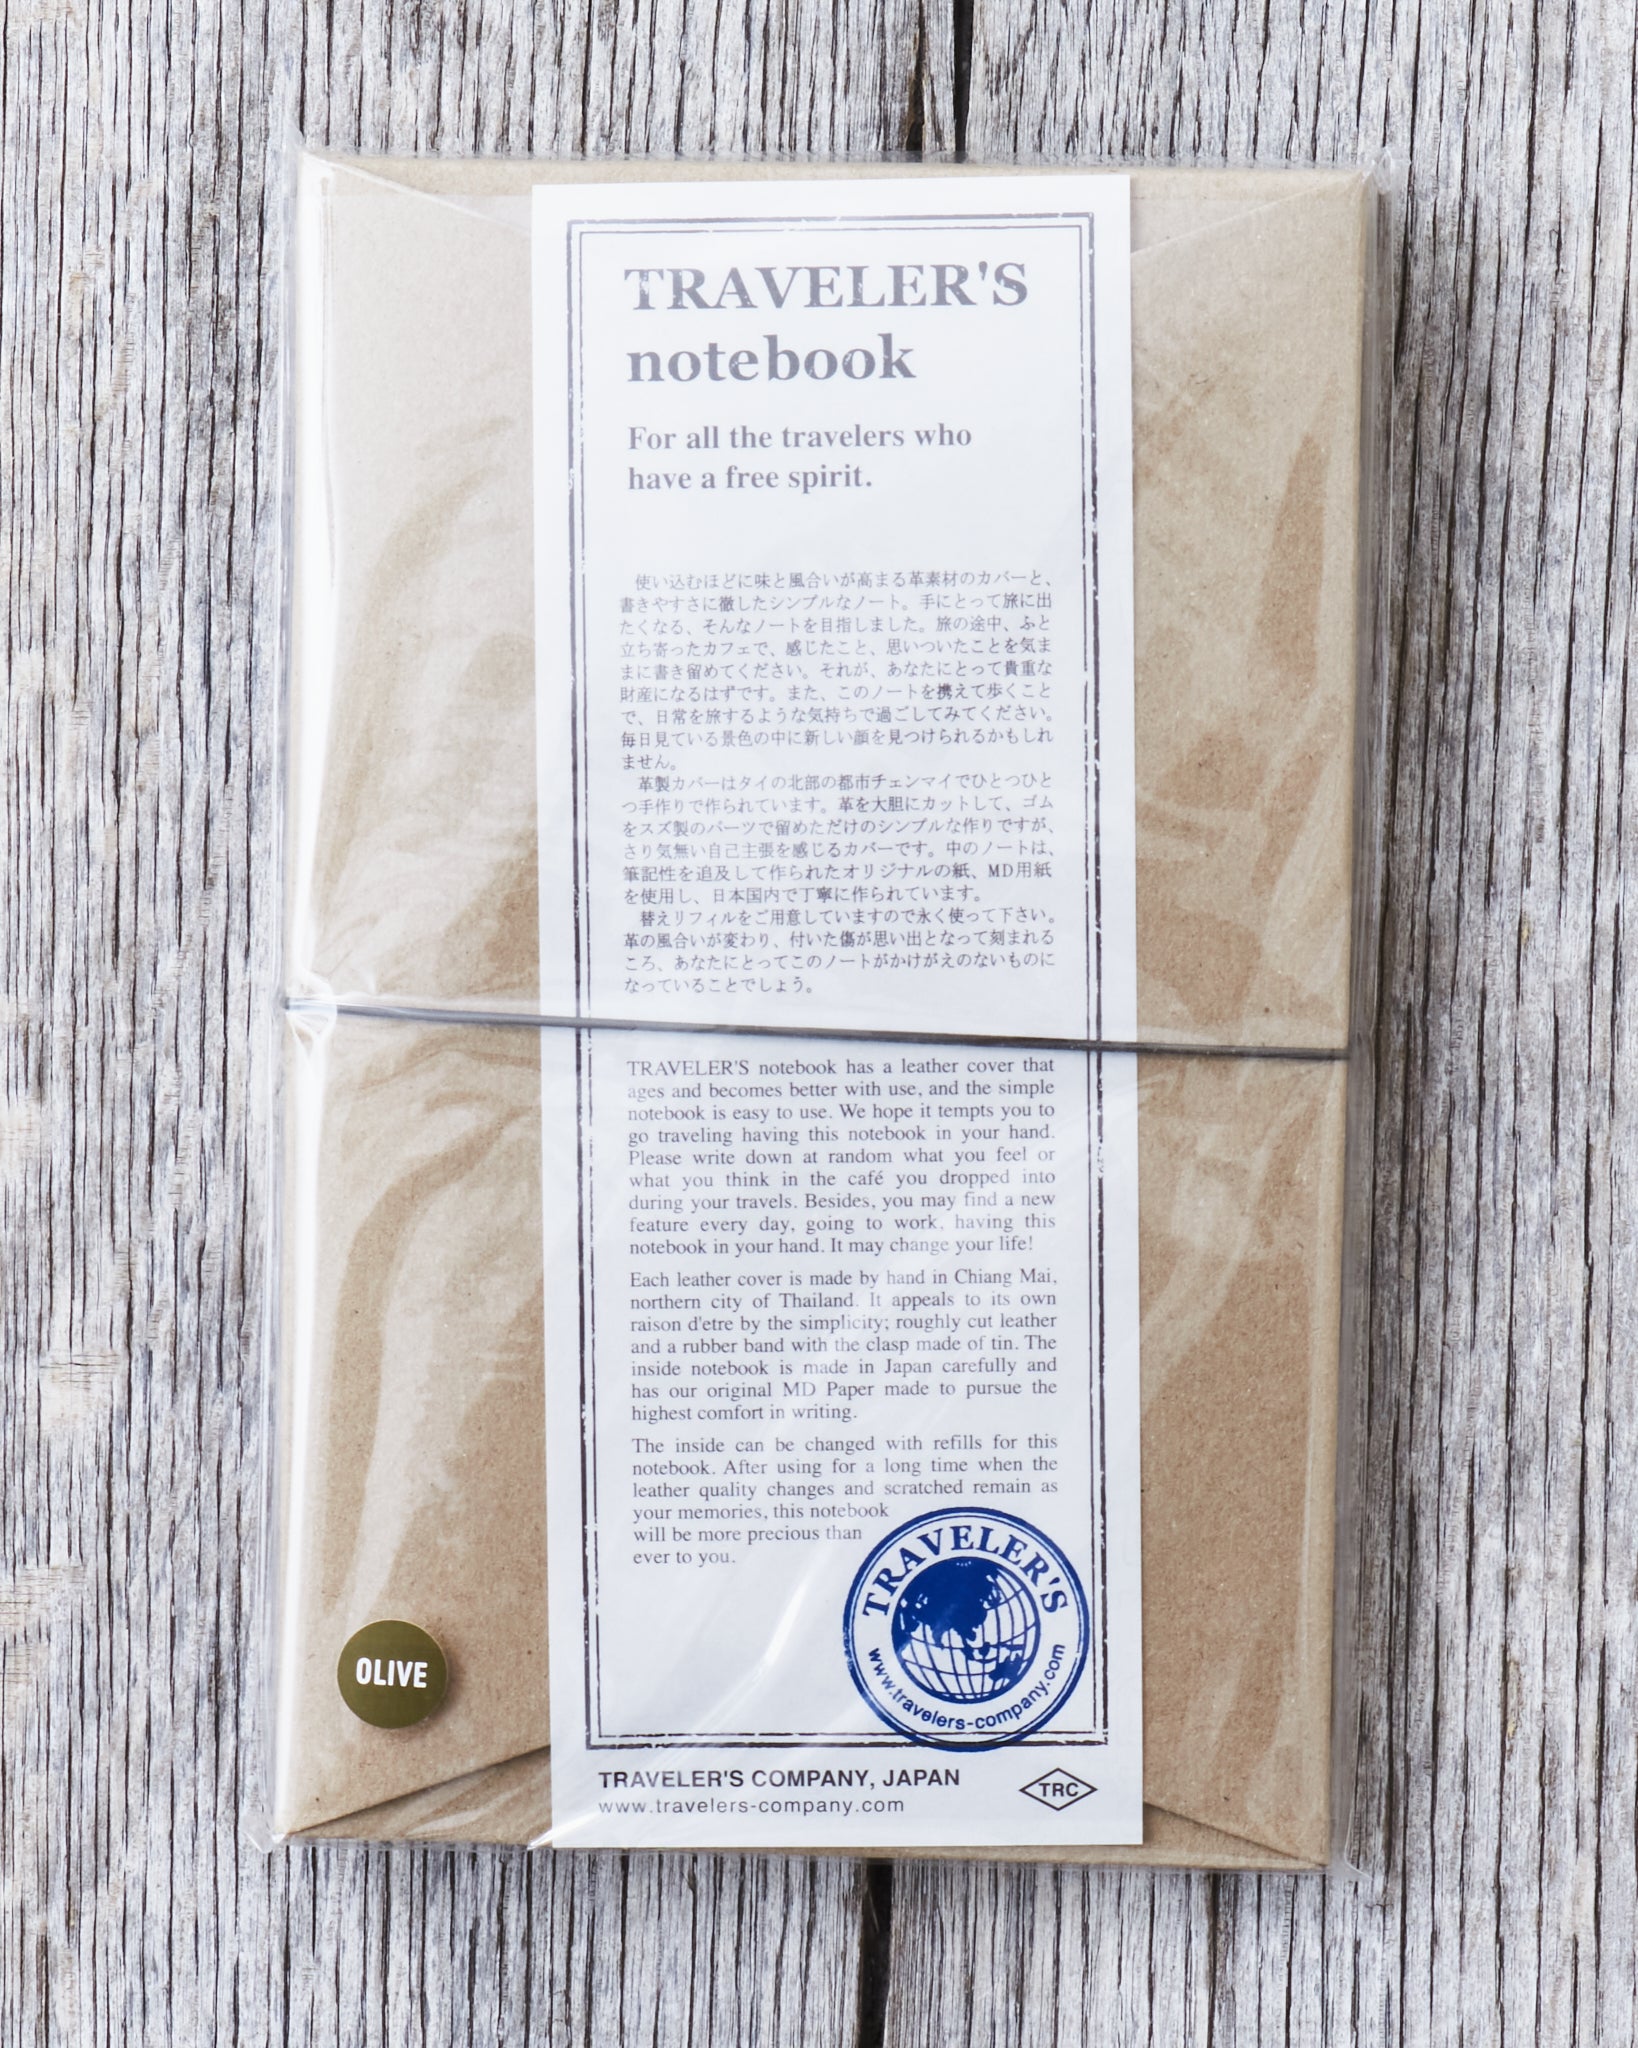 TRAVELER'S
notebook
For all the travelers who
have a free spirit.
使い込むほどに味と風合いが高まる革素材のカバーと、
書きやすさに徹したシンプルなノート。手にとって旅に出
たくなる、そんなノートを目指しました。旅の途中、ふと
立ち寄ったカフェで、感じたこと、思いついたことを気ま
まに書き留めてください。それが、あなたにとって貴重な
財産になるはずです。また、このノートを携えて歩くこと
で、日常を旅するような気持ちで過ごしてみてください。
毎日見ている景色の中に新しい顔を見つけられるかもしれ
ません。
革製カバーはタイの北部の都市チェンマイでひとつひと
つ手作りで作られています。革を大胆にカットして、ゴム
をスズ製のパーツで留めただけのシンプルな作りですが、
さり気無い自己主張を感じるカバーです。中のノートは、
筆記性を追及して作られたオリジナルの紙、MD用紙
を使用し、日本国内で丁寧に作られています。
替えリフィルをご用意していますので永く使って下さい。
革の風合いが変わり、付いた傷が思い出となって刻まれる
ころ、あなたにとってこのノートがかけがえのないものに
なっていることでしょう。
TRAVELER'S notebook has a leather cover that
ages and becomes better with use, and the simple
notebook is easy to use. We hope it tempts you to
go traveling having this notebook in your hand.
Please write down at random what you feel or
what you think in the café you dropped into
during your travels. Besides, you may find a new
feature every day, going to work, having this
notebook in your hand. It may change your life!
Each leather cover is made by hand in Chiang Mai,
northern city of Thailand. It appeals to its own
raison d'etre by the simplicity; roughly cut leather
and a rubber band with the clasp made of tin. The
inside notebook is made in Japan carefully and
has our original MD Paper made to pursue the
highest comfort in writing.
The inside can be changed with refills for this
notebook. After using for a long time when the
leather quality changes and scratched remain as
your memories, this notebook
will be more precious than
ever to you.
TRAVELER'S
www.travelers-company.com
OLIVE
TRAVELER'S COMPANY, JAPAN
www.travelers-company.com
TRC